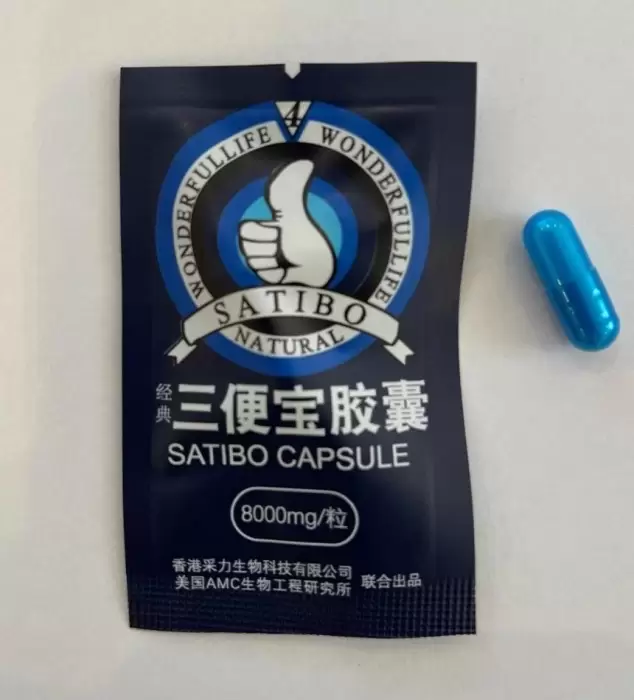 4
WONDERFULLIFE WONDERFULLIFE
SATIBO
NATURAL
经典 三便宝胶囊
SATIBO CAPSULE
8000mg/粒
香港采力生物科技有限公司
美国AMC生物工程研究所 联合出品